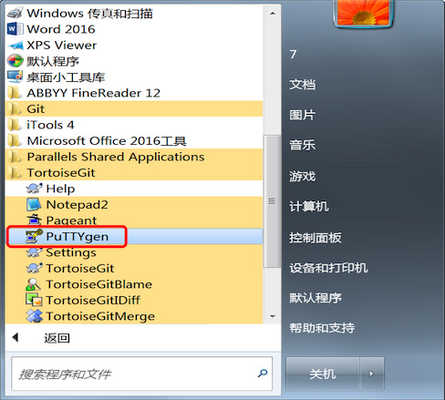 Windows 传真和扫描
Word 2016
XPS Viewer
默认程序
桌面小工具库
ABBYY FineReader 12
Git
iTools 4
Microsoft Office 2016工具
Parallels Shared Applications
TortoiseGit
Help
Notepad2
Pageant
PuTTYgen
Settings
TortoiseGit
TortoiseGitBlame
TortoiseGitIDiff
TortoiseGitMerge
返回
搜索程序和文件
7
文档
图片
音乐
游戏
计算机
控制面板
设备和打印机
默认程序
帮助和支持
关机